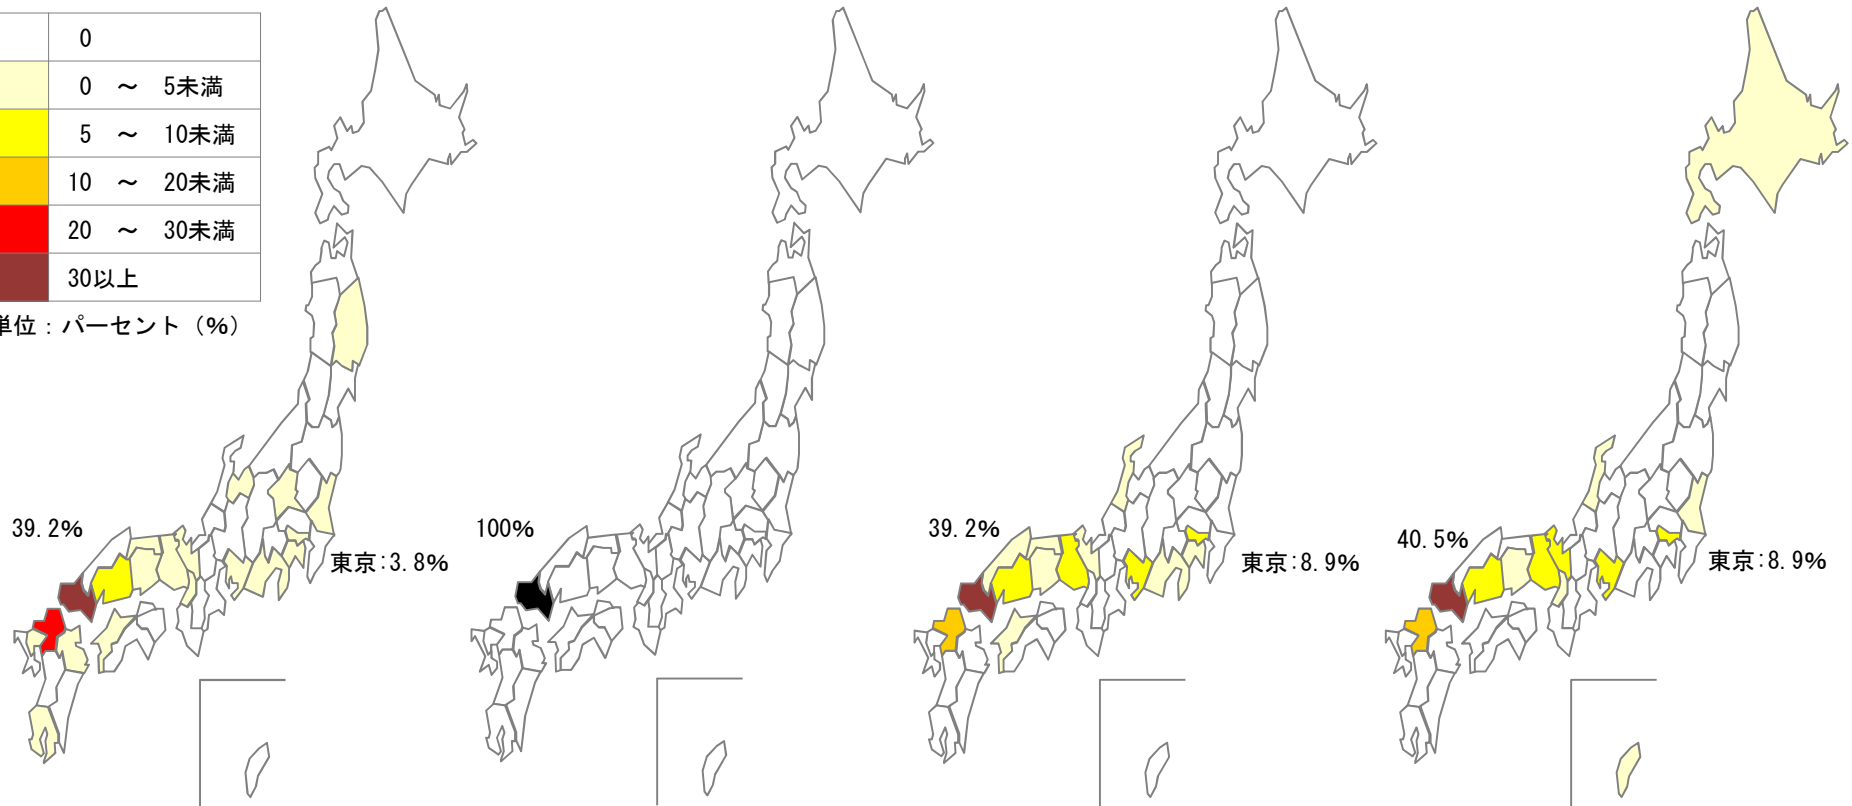 0
0 ～ 5未満
5 ～ 10未満
10 ～ 20未満
20 ～ 30未満
30以上
単位：パーセント（%）
39.2%
東京：3.8%
100%
39.2%
東京：8.9%
40.5%
東京：8.9%